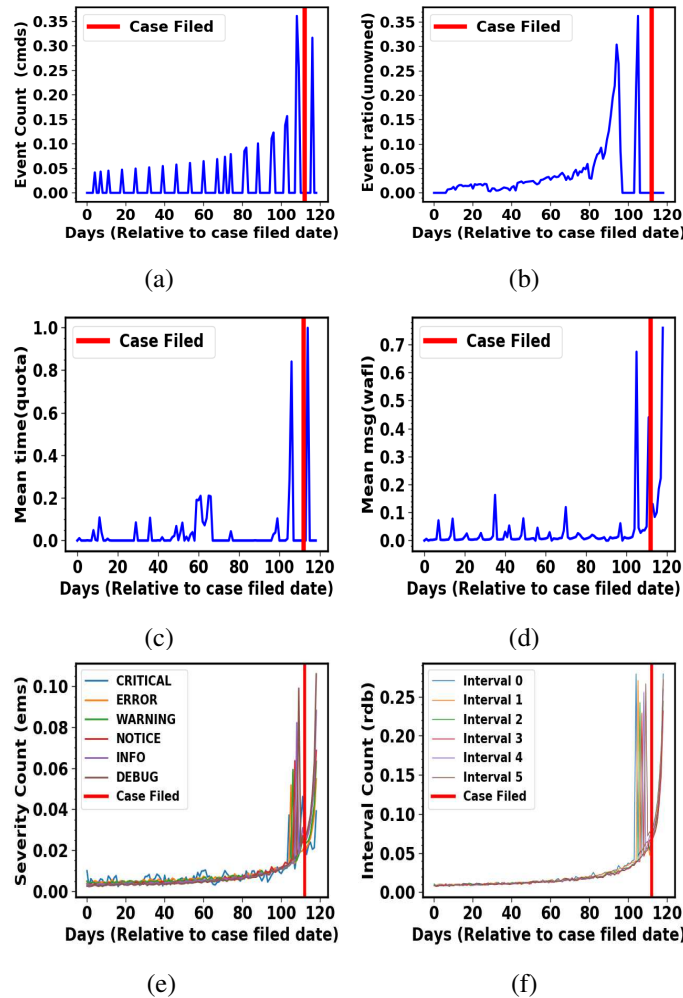 Case Filed
Event Count (cmds)
0.35
0.30
0.25
0.20
0.15
0.10
0.05
0.00
0 20 40 60 80 100 120
Days (Relative to case filed date)
(a)
Case Filed
Event ratio(unowned)
0.35
0.30
0.25
0.20
0.15
0.10
0.05
0.00
0 20 40 60 80 100 120
Days (Relative to case filed date)
(b)
Case Filed
Mean time(quota)
1.0
0.8
0.6
0.4
0.2
0.0
0 20 40 60 80 100 120
Days (Relative to case filed date)
(c)
Case Filed
Mean msg(wafl)
0.7
0.6
0.5
0.4
0.3
0.2
0.1
0.0
0 20 40 60 80 100 120
Days (Relative to case filed date)
(d)
CRITICAL
ERROR
WARNING
NOTICE
INFO
DEBUG
Case Filed
Severity Count (ems)
0.10
0.08
0.06
0.04
0.02
0.00
0 20 40 60 80 100 120
Days (Relative to case filed date)
(e)
Interval 0
Interval 1
Interval 2
Interval 3
Interval 4
Interval 5
Case Filed
Interval Count (rdb)
0.25
0.20
0.15
0.10
0.05
0.00
0 20 40 60 80 100 120
Days (Relative to case filed date)
(f)